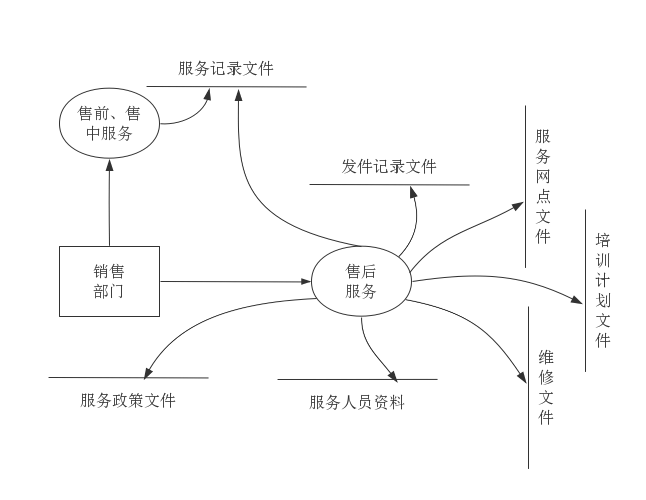 服务记录文件
售前、售
中服务
发件记录文件
服务网点文件
培训计划文件
销售
部门
售后
服务
维修文件
服务政策文件
服务人员资料